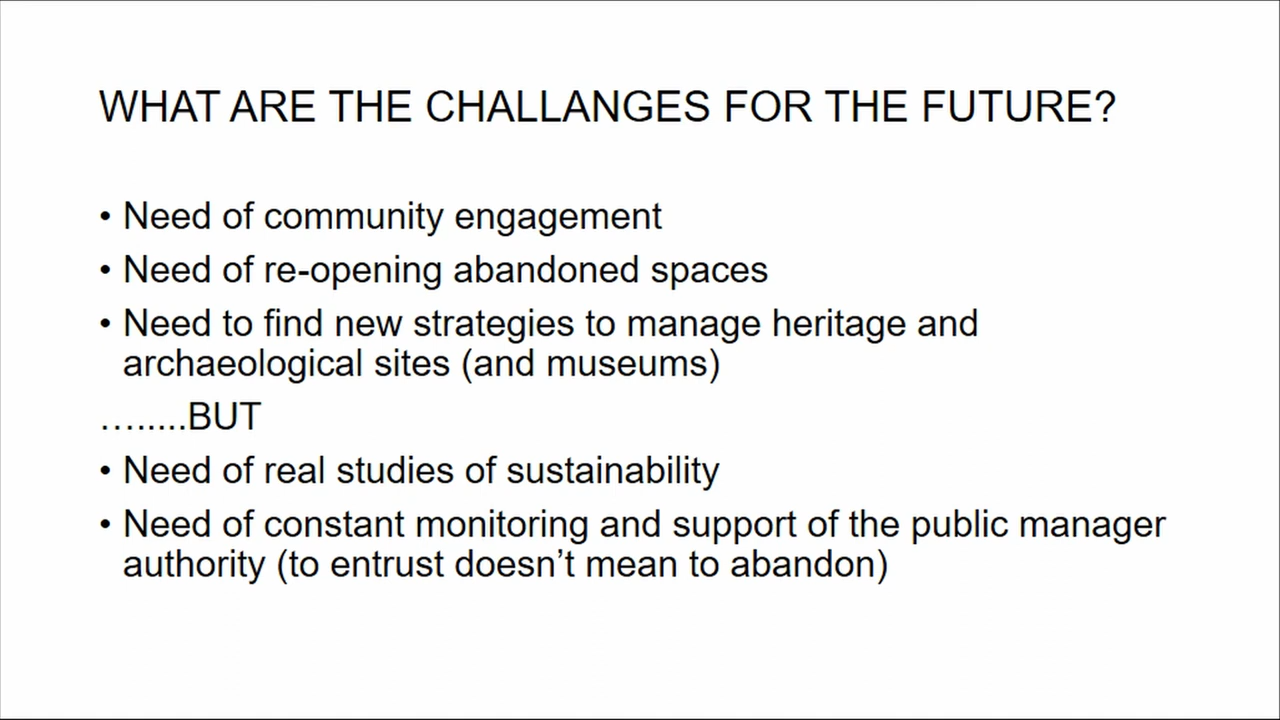 WHAT ARE THE CHALLANGES FOR THE FUTURE?
• Need of community engagement
• Need of re-opening abandoned spaces
• Need to find new strategies to manage heritage and
archaeological sites (and museums)
….....BUT
• Need of real studies of sustainability
• Need of constant monitoring and support of the public manager
authority (to entrust doesn’t mean to abandon)